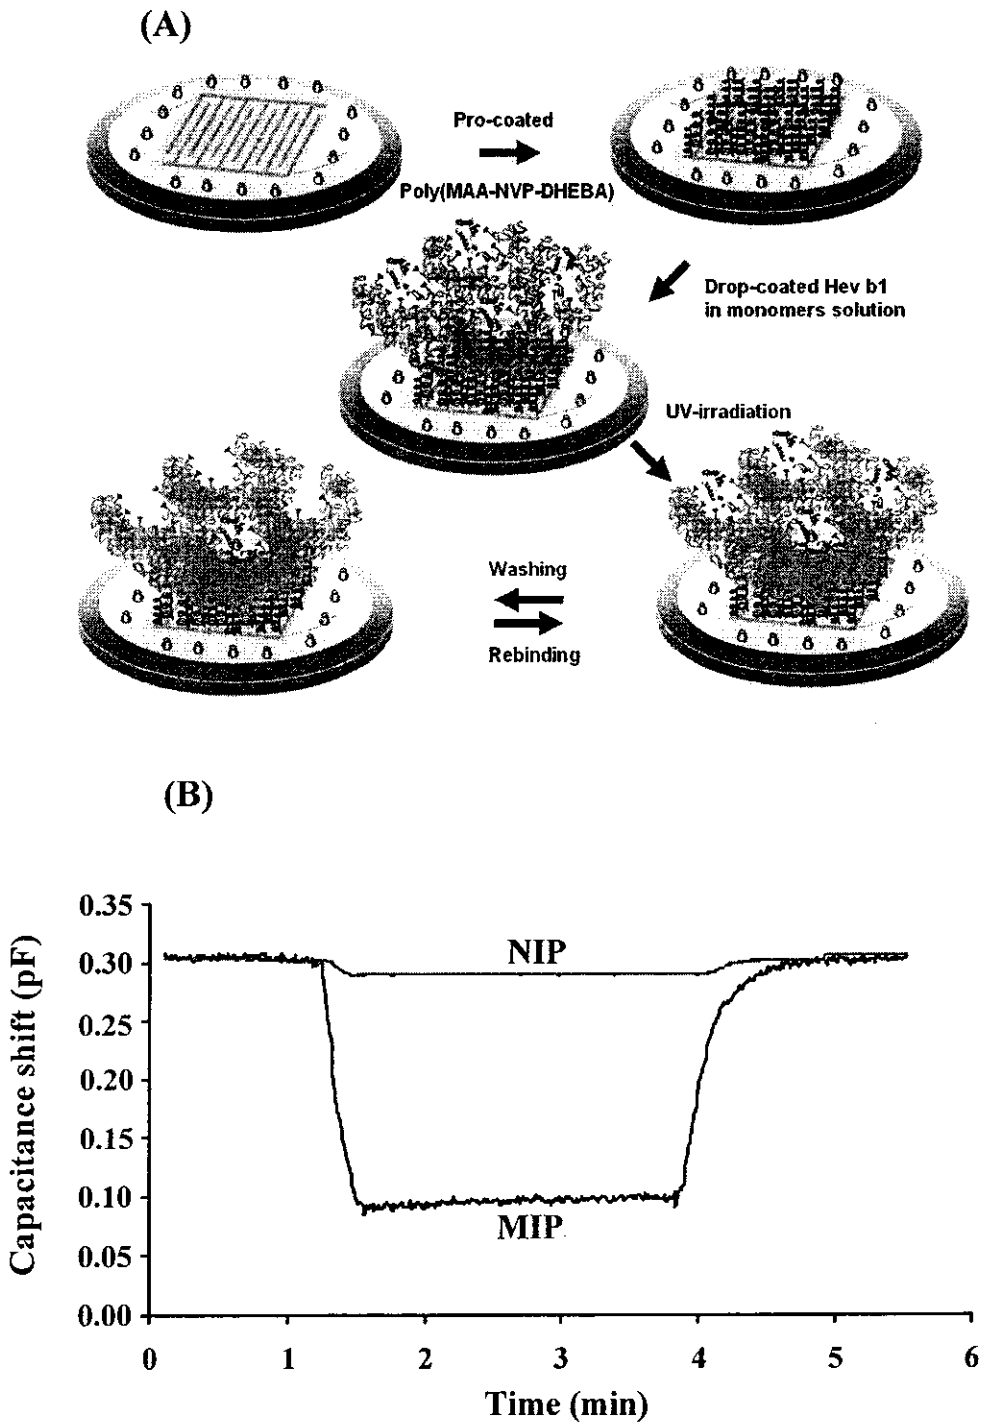 (A)
Pro-coated
Poly(MAA-NVP-DHEBA)
Drop-coated Hev b1
in monomers solution
UV-irradiation
Washing
Rebinding
(B)
0.35
0.30
0.25
0.20
0.15
0.10
0.05
0.00
Capacitance shift (pF)
NIP
MIP
0 1 2 3 4 5 6
Time (min)